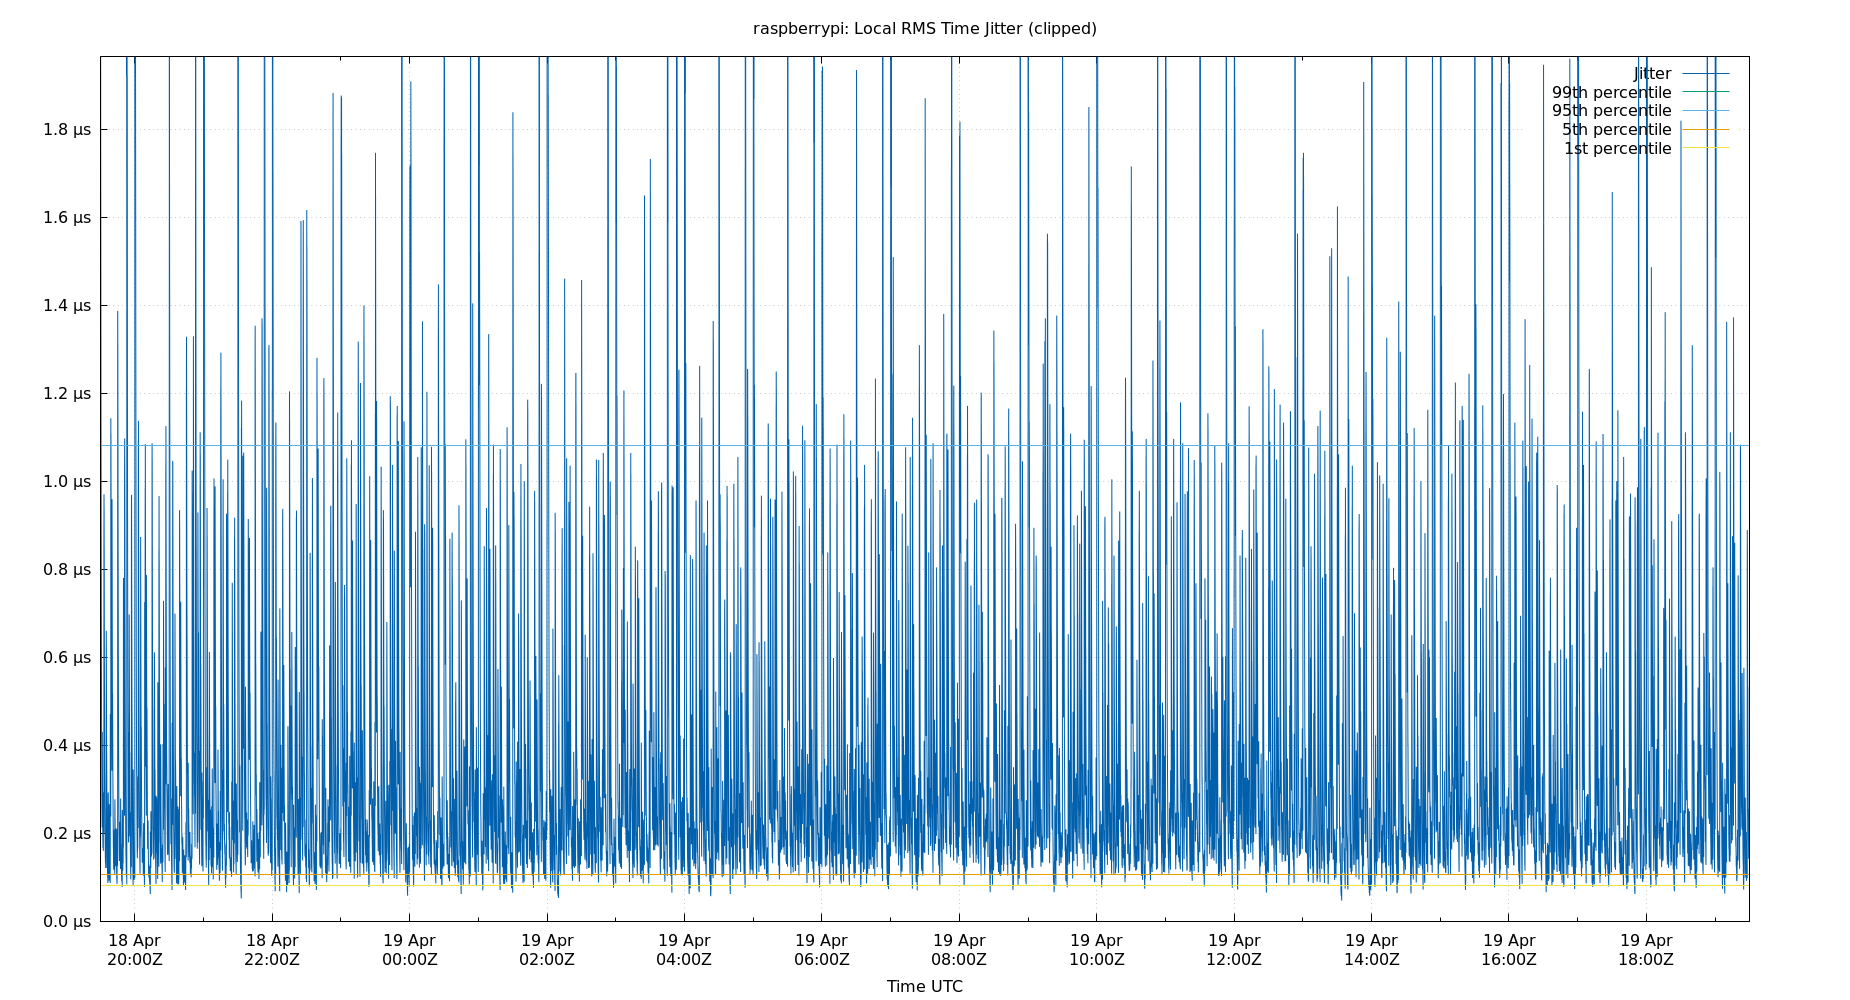 raspberrypi: Local RMS Time Jitter (clipped)
Jitter
99th percentile
95th percentile
5th percentile
1st percentile
1.8 µs
1.6 µs
1.4 µs
1.2 µs
1.0 µs
0.8 µs
0.6 µs
0.4 µs
0.2 µs
0.0 µs
18 Apr 18 Apr 19 Apr 19 Apr 19 Apr 19 Apr 19 Apr 19 Apr 19 Apr 19 Apr 19 Apr 19 Apr
20:00Z 22:00Z 00:00Z 02:00Z 04:00Z 06:00Z 08:00Z 10:00Z 12:00Z 14:00Z 16:00Z 18:00Z
Time UTC